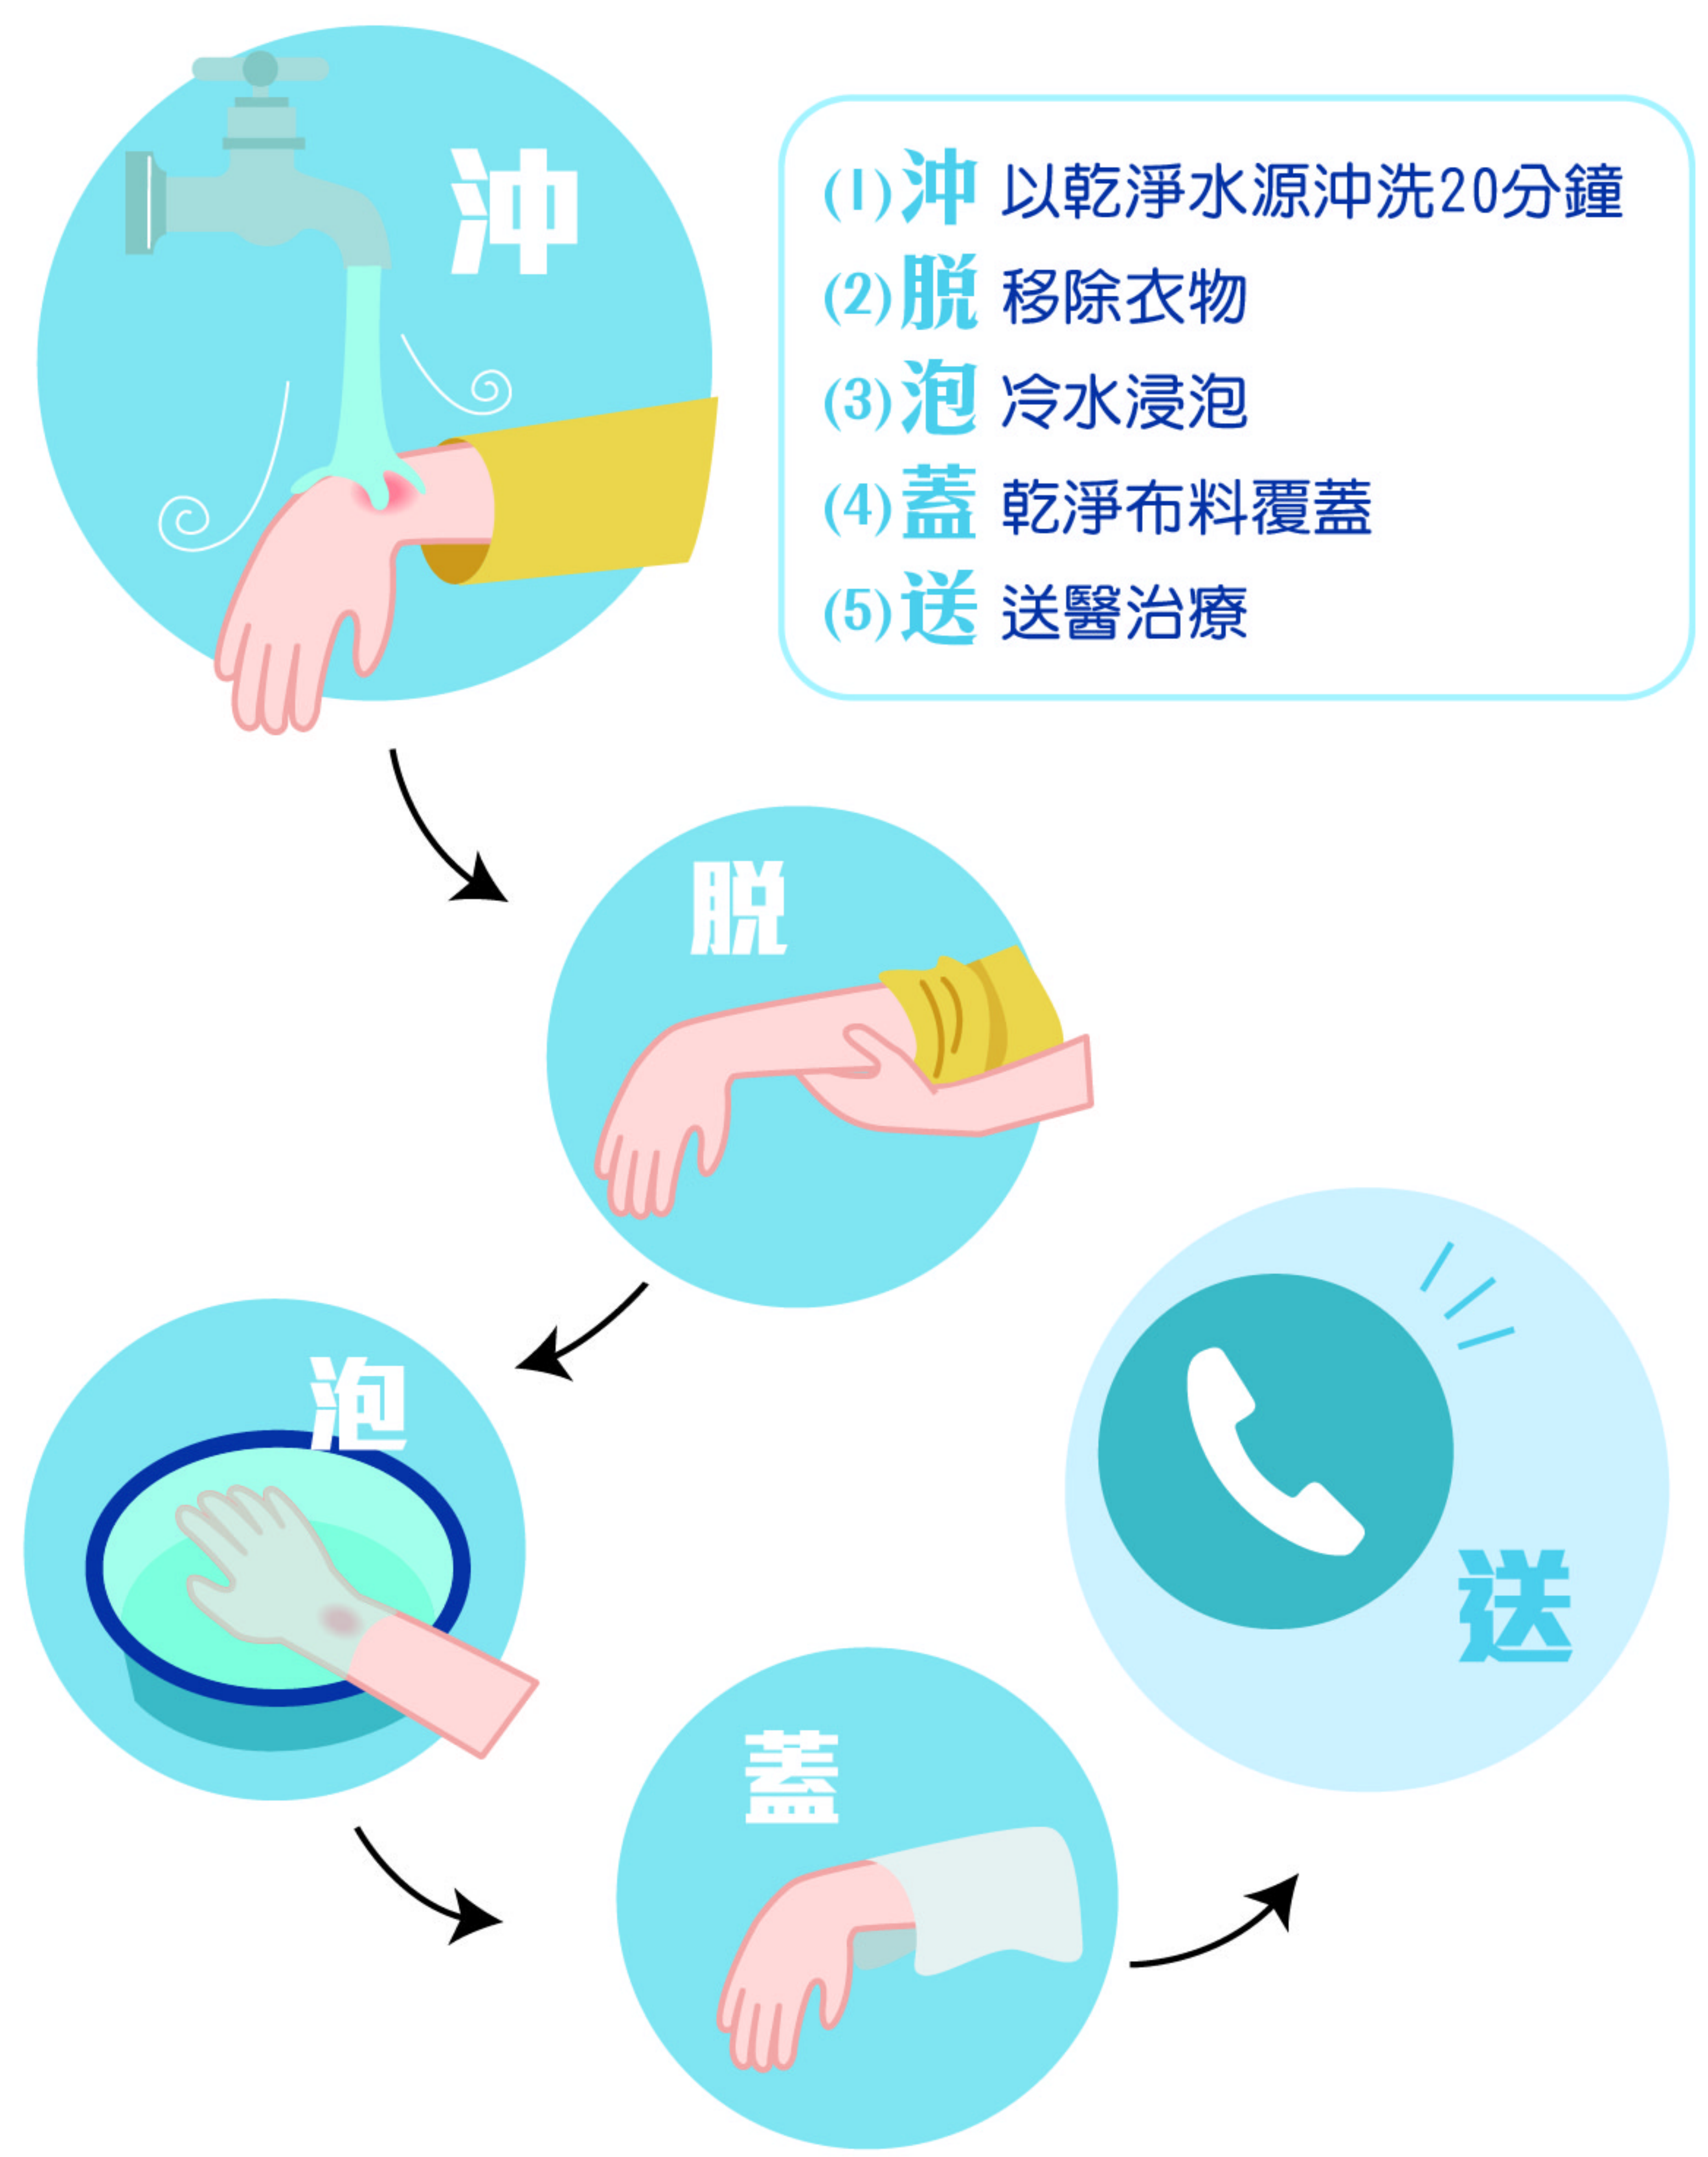 沖
(1)沖 以乾淨水源沖洗20分鐘
(2)脫 移除衣物
(3)泡 冷水浸泡
(4)蓋 乾淨布料覆蓋
(5)送 送醫治療
脫
泡
送
蓋